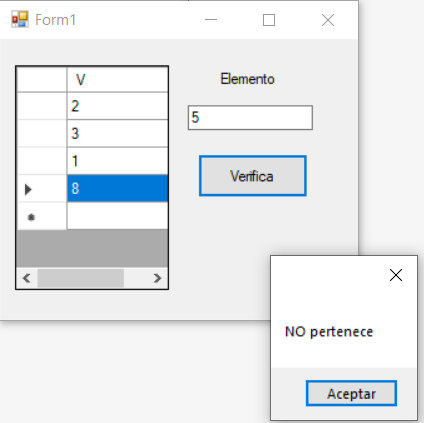 Form1
V
2
3
1
8
Elemento
5
Verifica
NO pertenece
Aceptar